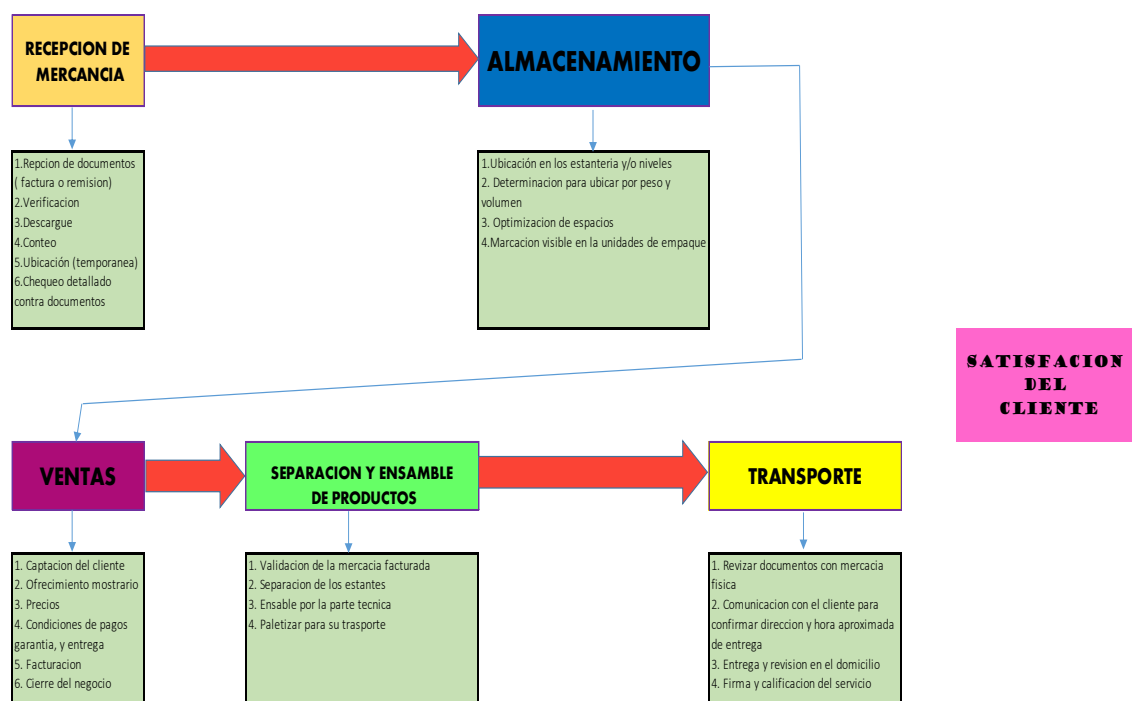 RECEPCION DE
MERCANCIA
ALMACENAMIENTO
1.Repcion de documentos
( factura o remision)
2.Verificacion
3.Descargue
4.Conteo
5.Ubicación (temporanea)
6.Chequeo detallado
contra documentos
1.Ubicación en los estanteria y/o niveles
2. Determinacion para ubicar por peso y
volumen
3. Optimizacion de espacios
4.Marcacion visible en la unidades de empaque
SATISFACION
DEL
CLIENTE
VENTAS
SEPARACION Y ENSAMBLE
DE PRODUCTOS
TRANSPORTE
1. Captacion del cliente
2. Ofrecimiento mostrario
3. Precios
4. Condiciones de pagos
garantia, y entrega
5. Facturacion
6. Cierre del negocio
1. Validacion de la mercacia facturada
2. Separacion de los estantes
3. Ensable por la parte tecnica
4. Paletizar para su trasporte
1. Revizar documentos con mercacia
fisica
2. Comunicacion con el cliente para
confirmar direccion y hora aproximada
de entrega
3. Entrega y revision en el domicilio
4. Firma y calificacion del servicio